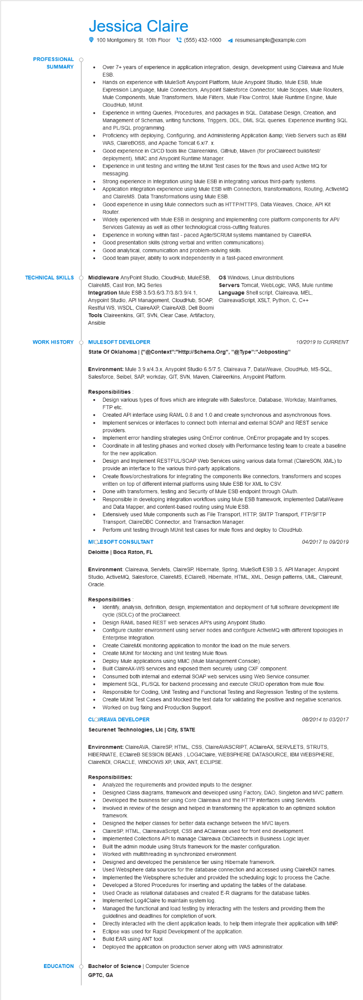 Jessica Claire
100 Montgomery St. 10th Floor (555) 432-1000 resumesample@example.com
PROFESSIONAL SUMMARY
• Over 7+ years of experience in application integration, design, development using Claireava and Mule
ESB.
• Hands on experience with MuleSoft Anypoint Platform, Mule Anypoint Studio, Mule ESB, Mule
Expression Language, Mule Connectors, Anypoint Salesforce Connector, Mule Scopes, Mule Routers,
Mule Components, Mule Transformers, Mule Filters, Mule Flow Control, Mule Runtime Engine, Mule
CloudHub, MUnit.
• Experience in writing Queries, Procedures, and packages in SQL. Database Design, Creation, and
Management of Schemas, writing functions, Triggers, DDL, DML SQL queries. Experience inwriting SQL
and PL/SQL programming.
• Proficiency with deploying, Configuring, and Administering Application &amp; Web Servers such as IBM
WAS, ClaireBOSS, and Apache Tomcat 6.x/7. x.
• Good experience in CI/CD tools like Claireenkins, GitHub, Maven (for proClaireect build/test/
deployment), MMC and Anypoint Runtime Manager.
• Experience in unit testing and writing the MUnit Test cases for the flows and used Active MQ for
messaging.
• Strong experience in Integration using Mule ESB in integrating various third-party systems.
• Application integration experience using Mule ESB with Connectors, transformations, Routing, ActiveMQ
and ClaireMS. Data Transformations using Mule ESB.
• Good experience in using Mule connectors such as HTTP/HTTPS, Data Weaves, Choice, API Kit
Router.
• Widely experienced with Mule ESB in designing and implementing core platform components for API/
Services Gateway as well as other technological cross-cutting features.
• Experience in working within fast - paced Agile/SCRUM systems maintained by ClaireIRA.
• Good presentation skills (strong verbal and written communications).
• Good analytical, communication and problem-solving skills.
• Good team player, ability to work independently in a fast-paced environment.
TECHNICAL SKILLS
Middleware AnyPoint Studio, CloudHub, MuleESB,
ClaireMS, Cast Iron, MQ Series
Integration Mule ESB 3.5/3.6/3.7/3.8/3.9/4.1,
Anypoint Studio, API Management, CloudHub, SOAP,
Restful WS, WSDL, ClaireAXP, ClaireAXB, Dell Boomi
Tools Claireenkins, GIT, SVN, Clear Case, Artifactory,
Ansible
OS Windows, Linux distributions
Servers Tomcat, WebLogic, WAS, Mule runtime
Language Shell script, Claireava, MEL,
ClaireavaScript, XSLT, Python, C, C++
WORK HISTORY
MULESOFT DEVELOPER 10/2019 to CURRENT
State Of Oklahoma | {"@Context":"Http://Schema.Org", "@Type":"Jobposting"
Environment: Mule 3.9.x/4.3.x, Anypoint Studio 6.5/7.5, Claireava 7, DataWeave, CloudHub, MS-SQL,
Salesforce, Seibel, SAP, workday, GIT, SVN, Maven, Claireerkins, Anypoint Platform.
Responsibilities :
• Design various types of flows which are integrate with Salesforce, Database, Workday, Mainframes,
FTP etc.
• Created API interface using RAML 0.8 and 1.0 and create synchronous and asynchronous flows.
• Implement services or interfaces to connect both internal and external SOAP and REST service
providers.
• Implement error handling strategies using OnError continue, OnError propagate and try scopes.
• Coordinate in all testing phases and worked closely with Performance testing team to create a baseline
for the new application.
• Design and Implement RESTFUL/SOAP Web Services using various data format (ClaireSON, XML) to
provide an interface to the various third-party applications.
• Create flows/orchestrations for integrating the components like connectors, transformers and scopes
written on top of different internal platforms using Mule ESB for XML to CSV.
• Done with transformers, testing and Security of Mule ESB endpoint through OAuth.
• Responsible in developing integration workflows using Mule ESB framework, implemented DataWeave
and Data Mapper, and content-based routing using Mule ESB.
• Extensively used Mule components such as File Transport, HTTP, SMTP Transport, FTP/SFTP
Transport, ClaireDBC Connector, and Transaction Manager.
• Perform unit testing through MUnit test cases for mule flows and deploy to CloudHub.
MULESOFT CONSULTANT 04/2017 to 09/2019
Deloitte | Boca Raton, FL
Environment: Claireava, Servlets, ClaireSP, Hibernate, Spring, MuleSoft ESB 3.5, API Manager, Anypoint
Studio, ActiveMQ, Salesforce, ClaireMS, EClaireB, Hibernate, HTML, XML, Design patterns, UML, Claireunit,
Oracle.
Responsibilities :
• Identify, analysis, definition, design, implementation and deployment of full software development life
cycle (SDLC) of the proClaireect.
• Design RAML based REST web services API's using Anypoint Studio.
• Configure cluster environment using server nodes and configure ActiveMQ with different topologies in
Enterprise Integration.
• Create ClaireMX monitoring application to monitor the load on the mule servers.
• Create MUnit for Mocking and Unit testing Mule flows.
• Deploy Mule applications using MMC (Mule Management Console).
• Built ClaireAX-WS services and exposed them securely using CXF component.
• Consumed both internal and external SOAP web services using Web Service consumer.
• Implement SQL, PL/SQL for backend processing and execute CRUD operation from mule flow.
• Responsible for Coding, Unit Testing and Functional Testing and Regression Testing of the systems.
• Create MUnit Test Cases and Mocked the test data for validating the positive and negative scenarios.
• Worked on bug fixing and Production Support.
CLAIREAVA DEVELOPER 08/2014 to 03/2017
Securenet Technologies, Llc | City, STATE
Environment: ClaireAVA, ClaireSP, HTML, CSS, ClaireAVASCRIPT, AClaireAX, SERVLETS, STRUTS,
HIBERNATE, EClaireB SESSION BEANS , LOG4Claire, WEBSPHERE DATASOURCE, IBM WEBSPHERE,
ClaireNDI, ORACLE, WINDOWS XP, UNIX, ANT, ECLIPSE.
Responsibilities:
• Analyzed the requirements and provided inputs to the designer.
• Designed Class diagrams, framework and developed using Factory, DAO, Singleton and MVC pattern.
• Developed the business tier using Core Claireava and the HTTP interfaces using Servlets.
• Involved in review of the design and helped in transforming the application to an optimized solution
framework.
• Designed the helper classes for better data exchange between the MVC layers.
• ClaireSP, HTML, ClaireavaScript, CSS and AClaireax used for front end development.
• Implemented Collections API to manage Claireava ObClaireects in Business Logic layer.
• Built the admin module using Struts framework for the master configuration.
• Worked with multithreading in synchronized environment.
• Designed and developed the persistence tier using Hibernate framework.
• Used Websphere data sources for the database connection and accessed using ClaireNDI names.
• Implemented the Websphere scheduler and provided the scheduling logic to process the Cache.
• Developed a Stored Procedures for inserting and updating the tables of the database.
• Used Oracle as relational databases and created E-R diagrams for the database tables.
• Implemented Log4Claire to maintain system log.
• Managed the functional and load testing by interacting with the testers and providing them the
guidelines and deadlines for completion of work.
• Directly interacted with the client application leads, to help them integrate their application with MNP.
• Eclipse was used for Rapid Development of the application.
• Build EAR using ANT tool.
• Deployed the application on production server along with WAS administrator.
EDUCATION
Bachelor of Science | Computer Science
GPTC, GA